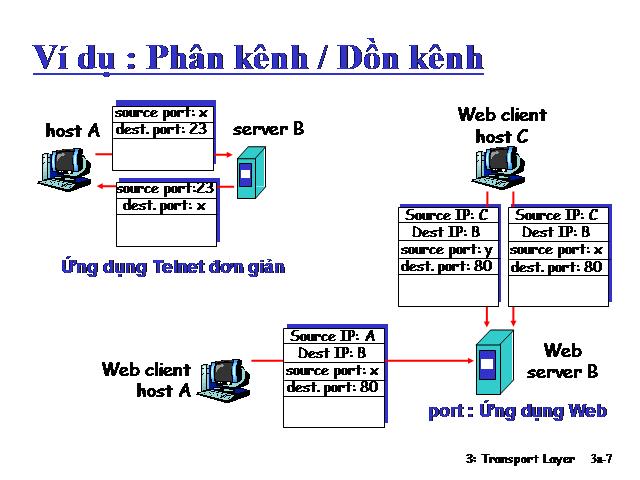 Ví dụ : Phân kênh / Dồn kênh
host A
source port: x
dest. port: 23
server B
source port:23
dest. port: x
Ứng dụng Telnet đơn giản
Web client
host C
Source IP: C
Dest IP: B
source port: y
dest. port: 80
Source IP: C
Dest IP: B
source port: x
dest. port: 80
Web client
host A
Source IP: A
Dest IP: B
source port: x
dest. port: 80
Web
server B
port : Ứng dụng Web
3: Transport Layer 3a-7